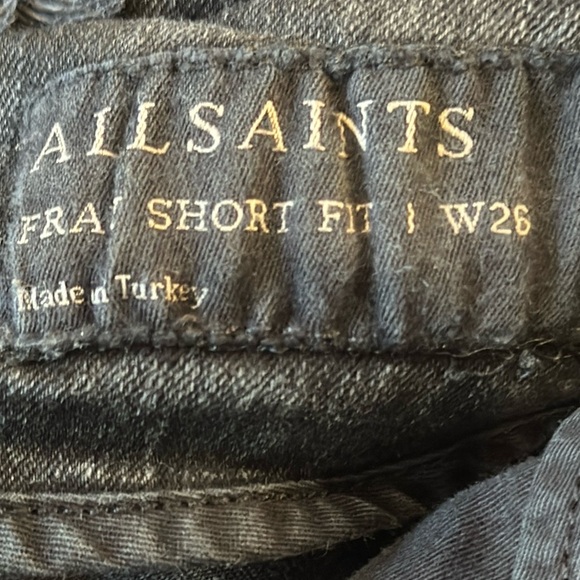 ALLSAINTS
SHORT FIT | W26
Made in Turkey